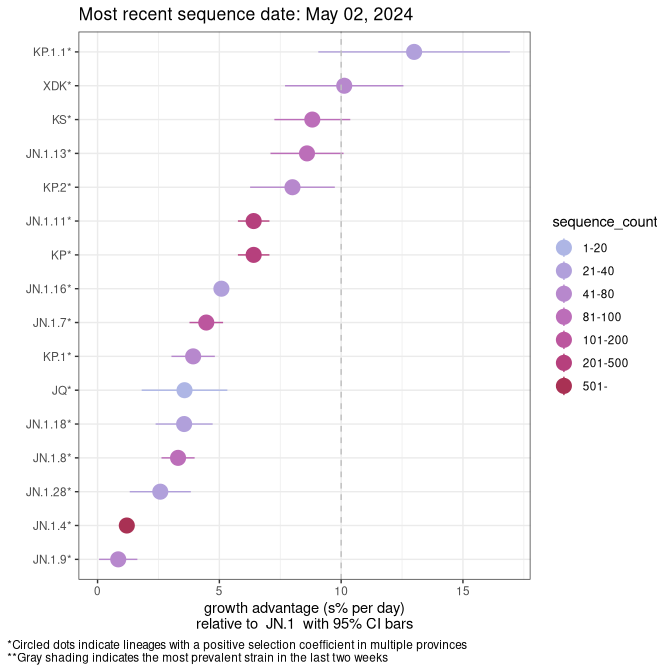 Most recent sequence date: May 02, 2024
KP.1.1*
XDK*
KS*
JN.1.13*
KP.2*
JN.1.11*
KP*
JN.1.16*
JN.1.7*
KP.1*
JQ*
JN.1.18*
JN.1.8*
JN.1.28*
JN.1.4*
JN.1.9*
0 5 10 15
growth advantage (s% per day)
relative to JN.1 with 95% CI bars
sequence_count
1-20
21-40
41-80
81-100
101-200
201-500
501-
*Circled dots indicate lineages with a positive selection coefficient in multiple provinces
**Gray shading indicates the most prevalent strain in the last two weeks